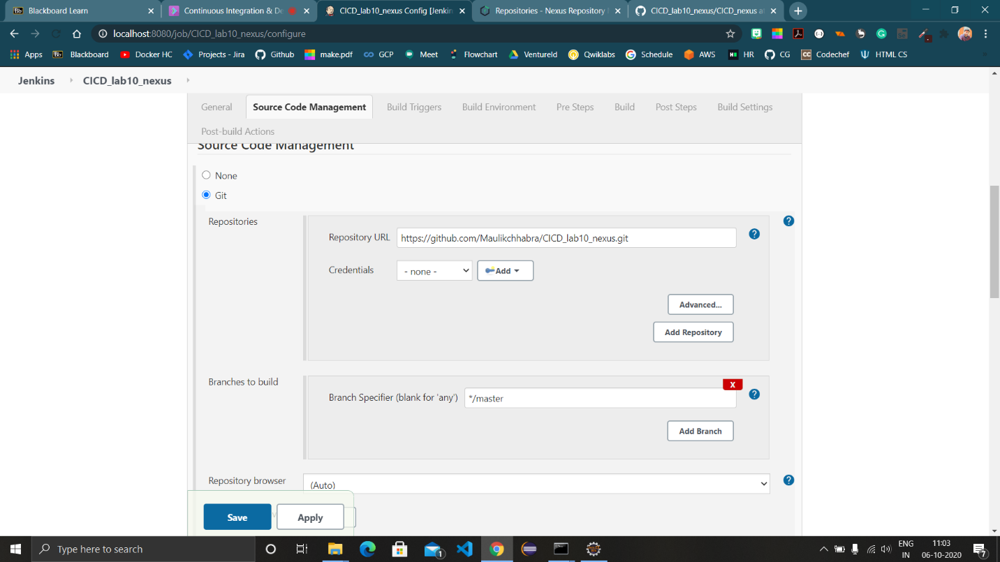 Blackboard Learn
Continuous Integration & De
CICD_lab10_nexus Config [Jenkin
Repositories - Nexus Repository
CICD_lab10_nexus/CICD_nexus a
localhost:8080/job/CICD_lab10_nexus/configure
Apps Blackboard Docker HC Projects - Jira Github make.pdf GCP Meet Flowchart Ventureld Qwiklabs Schedule AWS HR CG Codechef HTML CS
Jenkins CICD_lab10_nexus
General Source Code Management Build Triggers Build Environment Pre Steps Build Post Steps Build Settings
Post-build Actions
Source Code Management
None
Git
Repositories
Repository URL https://github.com/Maulikchhabra/CICD_lab10_nexus.git
Credentials - none - Add
Advanced...
Add Repository
Branches to build
X
Branch Specifier (blank for 'any') */master
Add Branch
Repository browser (Auto)
Save Apply
Type here to search
1
ENG
IN
11:03
06-10-2020
7